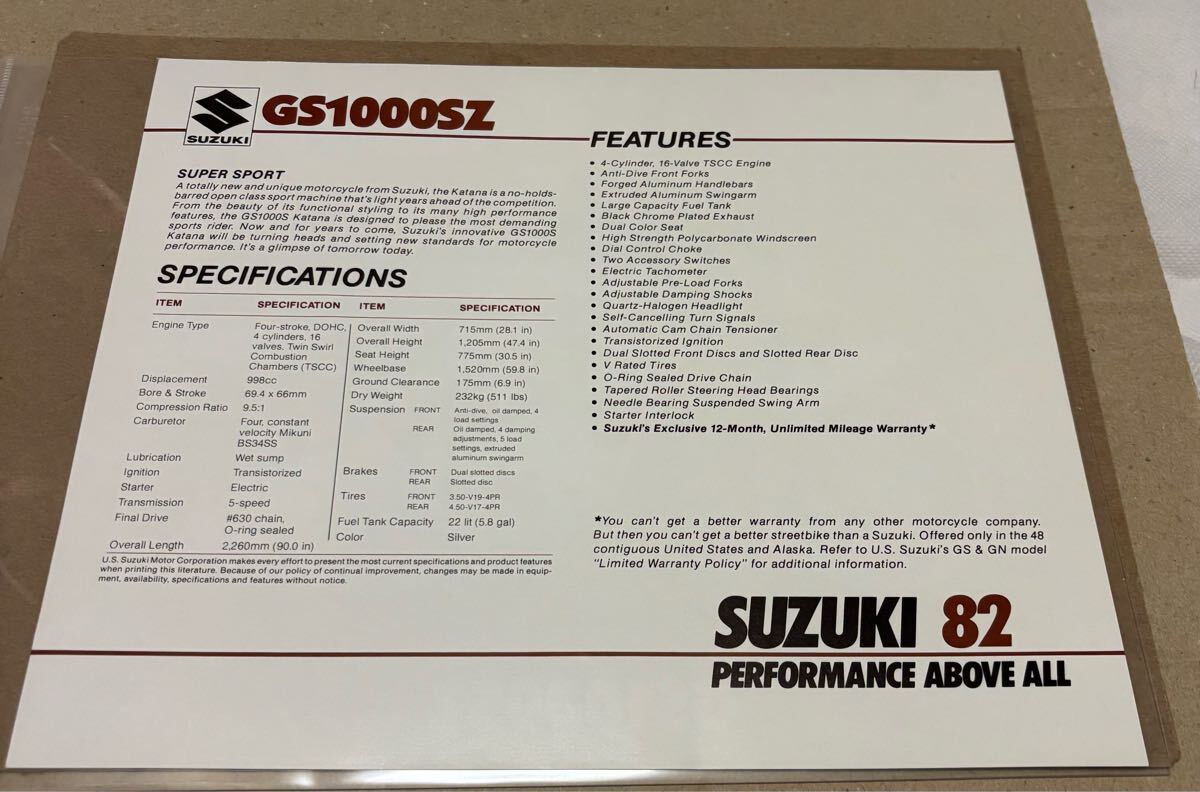 SUZUKI
GS1000SZ
SUPER SPORT
A totally new and unique motorcycle from Suzuki, the Katana is a no-holds-
barred open class sport machine that's light years ahead of the competition.
From the beauty of its functional styling to its many high performance
features, the GS1000S Katana is designed to please the most demanding
sports rider. Now and for years to come, Suzuki's innovative GS1000S
Katana will be turning heads and setting new standards for motorcycle
performance. It's a glimpse of tomorrow today.
SPECIFICATIONS
ITEM SPECIFICATION
Engine Type Four-stroke, DOHC,
4 cylinders, 16
valves. Twin Swirl
Combustion
Chambers (TSCC)
Displacement 998cc
Bore & Stroke 69.4 x 66mm
Compression Ratio 9.5:1
Carburetor Four, constant
velocity Mikuni
BS34SS
Lubrication Wet sump
Ignition Transistorized
Starter Electric
Transmission 5-speed
Final Drive #630 chain,
O-ring sealed
Overall Length 2,260mm (90.0 in)
ITEM SPECIFICATION
Overall Width 715mm (28.1 in)
Overall Height 1,205mm (47.4 in)
Seat Height 775mm (30.5 in)
Wheelbase 1,520mm (59.8 in)
Ground Clearance 175mm (6.9 in)
Dry Weight 232kg (511 lbs)
Suspension FRONT Anti-dive, oil damped, 4
load settings
REAR Oil damped, 4 damping
adjustments, 5 load
settings, extruded
aluminum swingarm
Brakes FRONT Dual slotted discs
REAR Slotted disc
Tires FRONT 3.50-V19-4PR
REAR 4.50-V17-4PR
Fuel Tank Capacity 22 lit (5.8 gal)
Color Silver
U.S. Suzuki Motor Corporation makes every effort to present the most current specifications and product features
when printing this literature. Because of our policy of continual improvement, changes may be made in equip-
ment, availability, specifications and features without notice.
FEATURES
• 4-Cylinder, 16-Valve TSCC Engine
• Anti-Dive Front Forks
• Forged Aluminum Handlebars
• Extruded Aluminum Swingarm
• Large Capacity Fuel Tank
• Black Chrome Plated Exhaust
• Dual Color Seat
• High Strength Polycarbonate Windscreen
• Dial Control Choke
• Two Accessory Switches
• Electric Tachometer
• Adjustable Pre-Load Forks
• Adjustable Damping Shocks
• Quartz-Halogen Headlight
• Self-Cancelling Turn Signals
• Automatic Cam Chain Tensioner
• Transistorized Ignition
• Dual Slotted Front Discs and Slotted Rear Disc
• V Rated Tires
• O-Ring Sealed Drive Chain
• Tapered Roller Steering Head Bearings
• Needle Bearing Suspended Swing Arm
• Starter Interlock
• Suzuki's Exclusive 12-Month, Unlimited Mileage Warranty*
*You can't get a better warranty from any other motorcycle company.
But then you can't get a better streetbike than a Suzuki. Offered only in the 48
contiguous United States and Alaska. Refer to U.S. Suzuki's GS & GN model
"Limited Warranty Policy" for additional information.
SUZUKI 82
PERFORMANCE ABOVE ALL